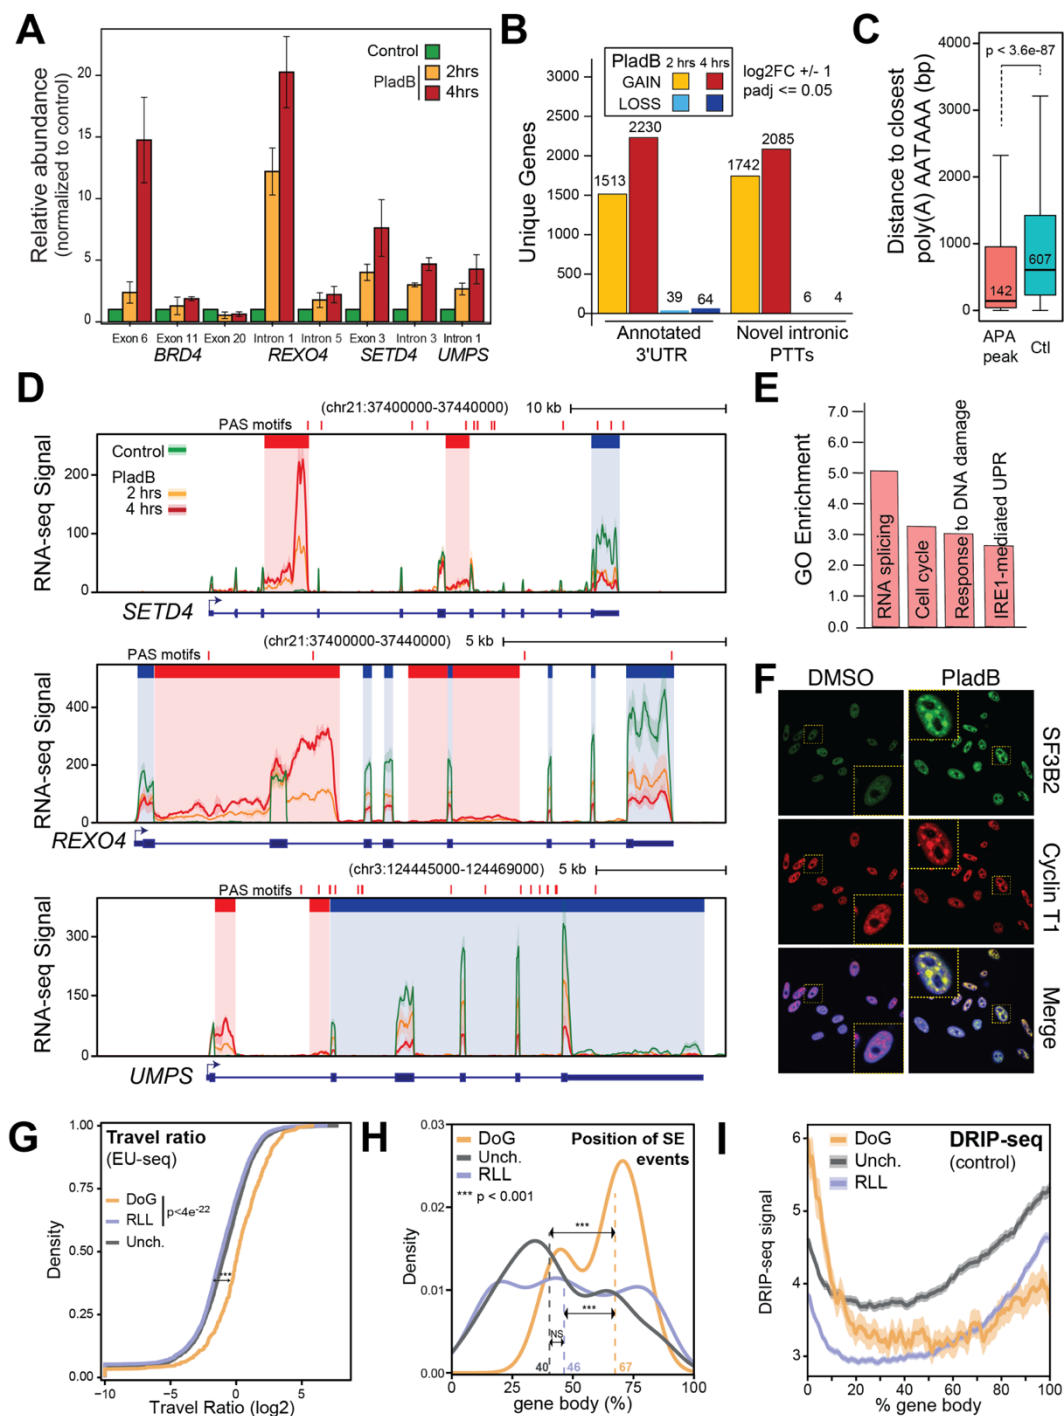 A
Control
PladB
2hrs
4hrs
Relative abundance
(normalized to control)
20
15
10
5
0
Exon 6 Exon 11 Exon 20 Intron 1 Intron 5 Exon 3 Intron 3 Intron 1
BRD4 REXO4 SETD4 UMPS
B
PladB 2 hrs 4 hrs
GAIN
LOSS
log2FC +/- 1
padj <= 0.05
Unique Genes
3000
2500
2000
1500
1000
500
0
1513
2230
39
64
1742
2085
6
4
Annotated
3'UTR
Novel intronic
PTTs
C
p < 3.6e-87
Distance to closest
poly(A) AATAAA (bp)
4000
3000
2000
1000
0
142
607
APA
peak
Ctl
D
(chr21:37400000-37440000) 10 kb
PAS motifs
Control
PladB
2 hrs
4 hrs
RNA-seq Signal
200
100
0
SETD4
(chr21:37400000-37440000) 5 kb
PAS motifs
RNA-seq Signal
400
200
0
REXO4
(chr3:124445000-124469000) 5 kb
PAS motifs
RNA-seq Signal
300
150
0
UMPS
E
GO Enrichment
7.0
6.0
5.0
4.0
3.0
2.0
1.0
0.0
RNA splicing
Cell cycle
Response to DNA damage
IRE1-mediated UPR
F
DMSO PladB
SF3B2
Cyclin T1
Merge
G
Travel ratio
(EU-seq)
DoG
RLL
Unch.
p<4e-22
***
Density
1.00
0.75
0.50
0.25
0.00
-10 -5 0 5 10
Travel Ratio (log2)
H
DoG
Unch.
RLL
*** p < 0.001
Position of SE
events
***
***
NS
40 46 67
Density
0.03
0.02
0.01
0.00
0 25 50 75 100
gene body (%)
I
DoG
Unch.
RLL
DRIP-seq
(control)
DRIP-seq signal
6
5
4
3
0 20 40 60 80 100
% gene body